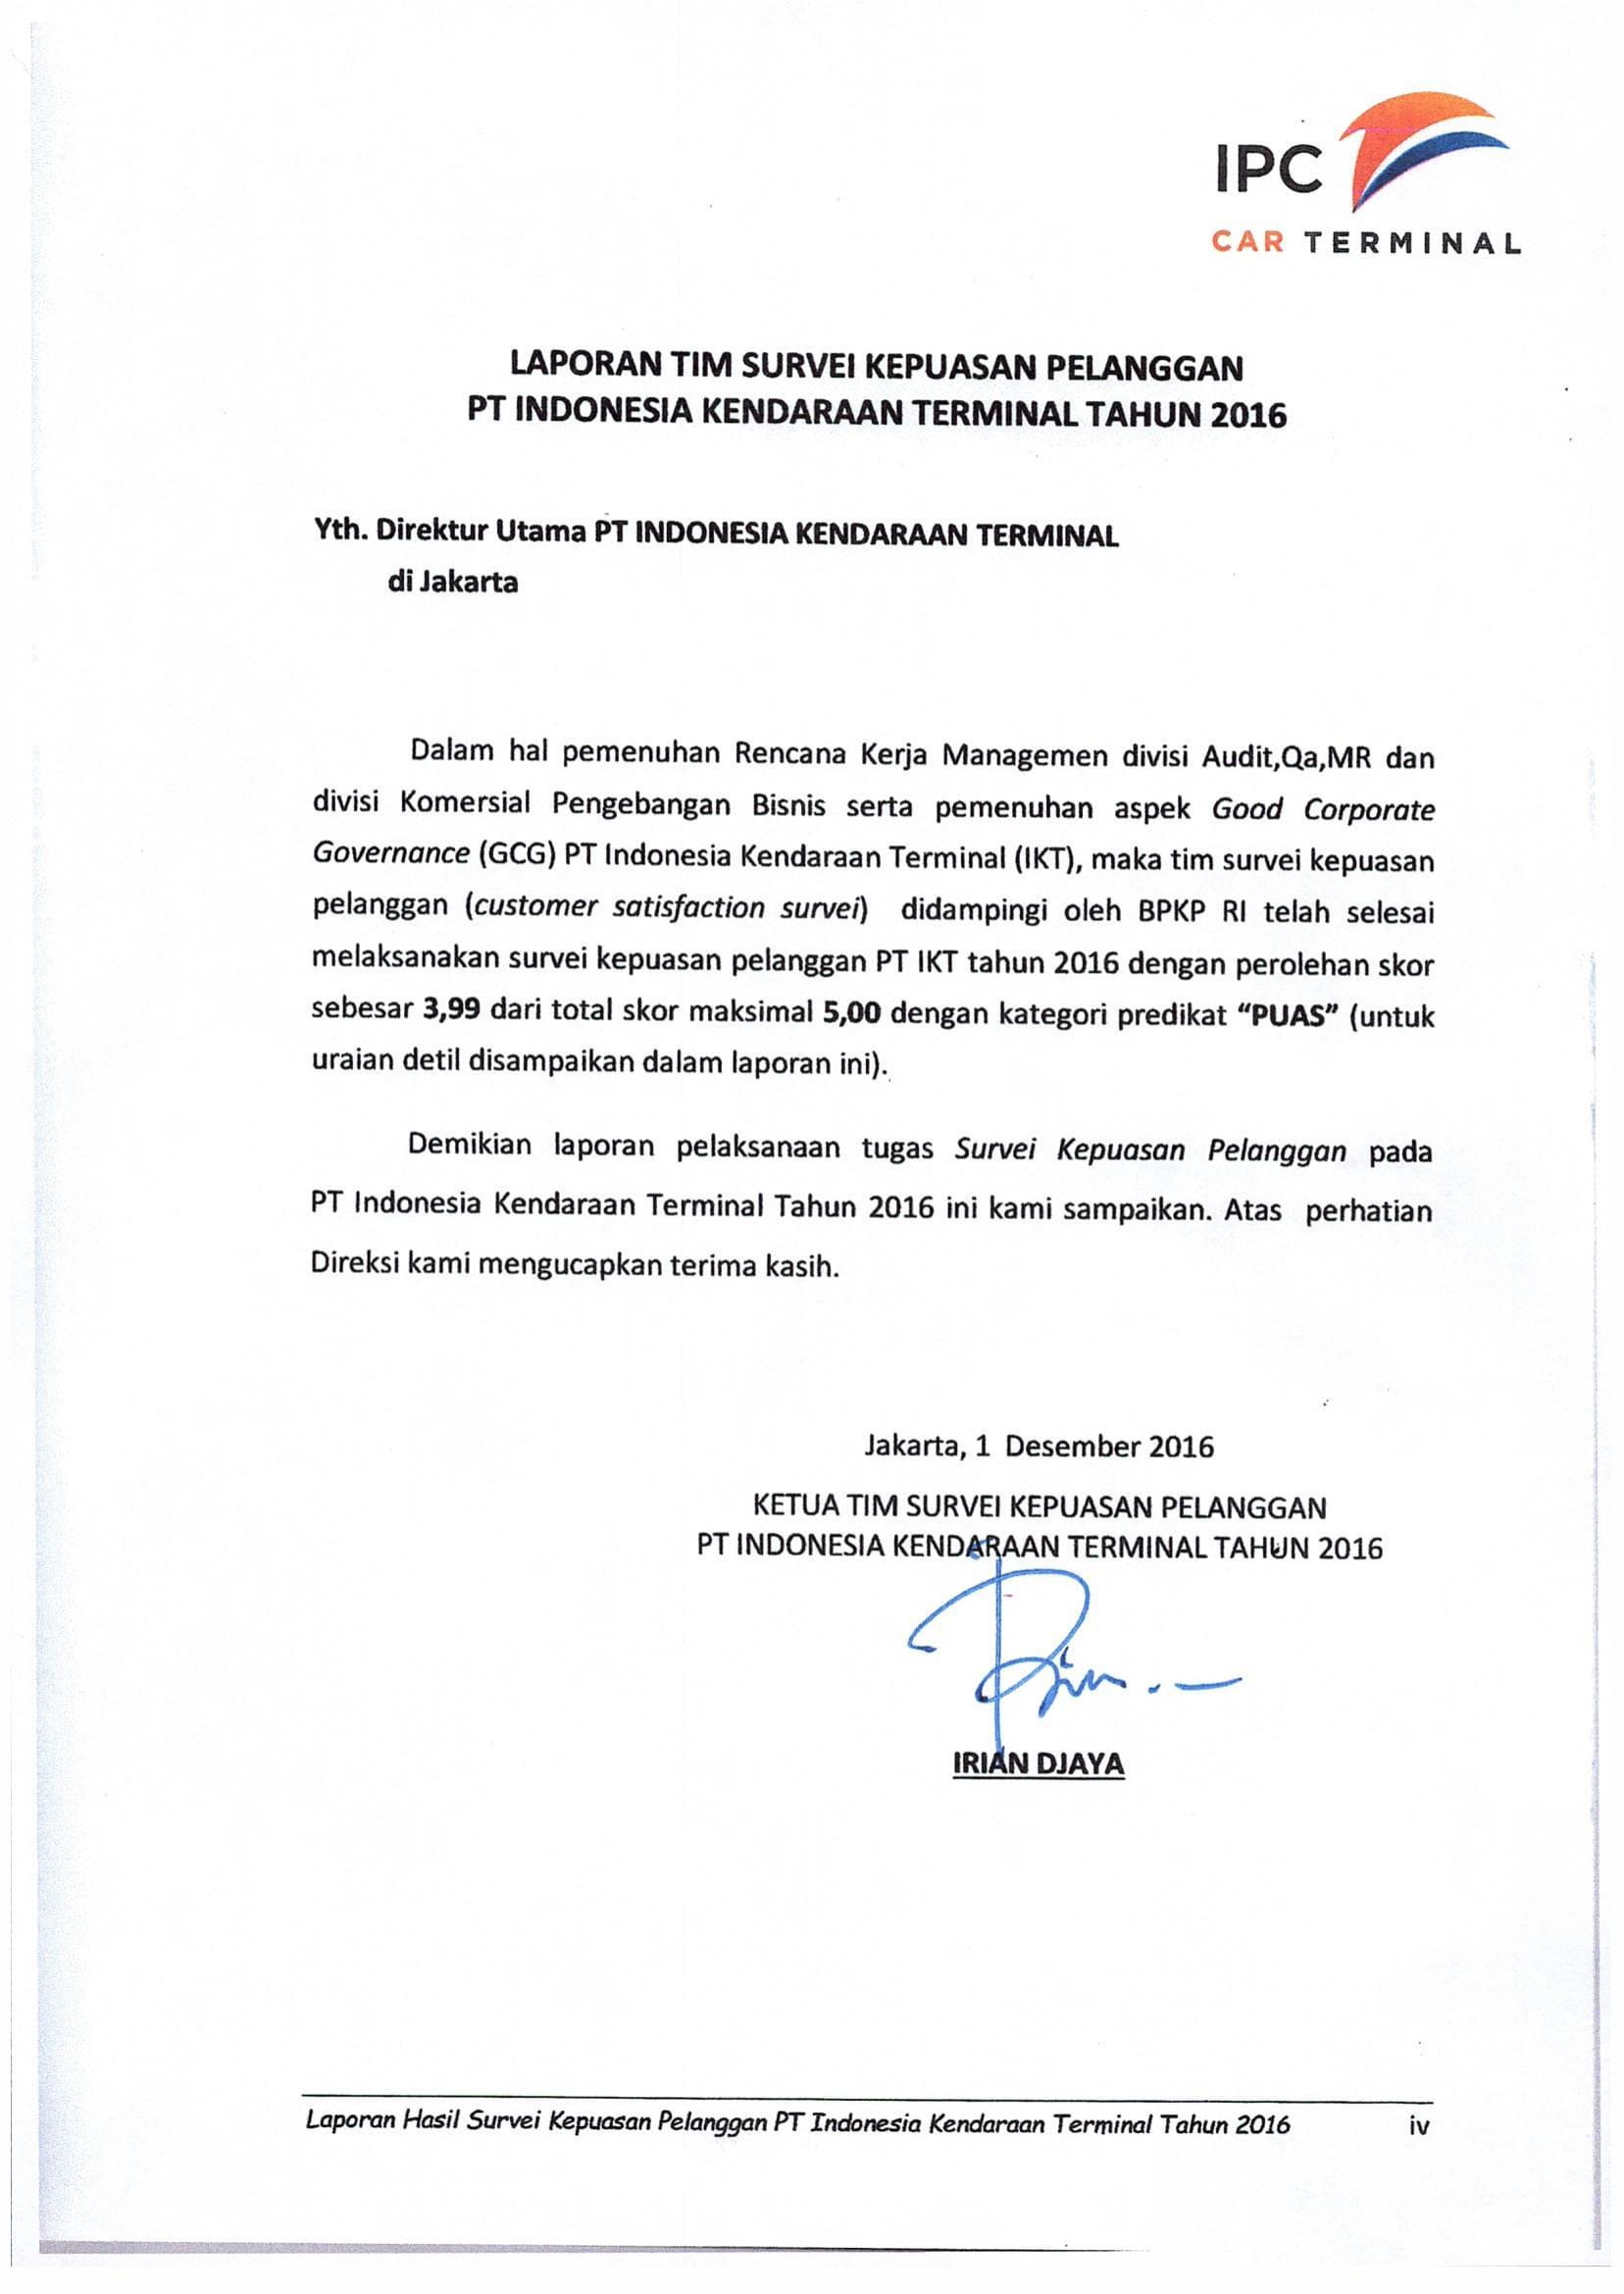 IPC
CAR TERMINAL
LAPORAN TIM SURVEI KEPUASAN PELANGGAN
PT INDONESIA KENDARAAN TERMINAL TAHUN 2016
Yth. Direktur Utama PT INDONESIA KENDARAAN TERMINAL
di Jakarta
Dalam hal pemenuhan Rencana Kerja Managemen divisi Audit,Qa,MR dan
divisi Komersial Pengebangan Bisnis serta pemenuhan aspek Good Corporate
Governance (GCG) PT Indonesia Kendaraan Terminal (IKT), maka tim survei kepuasan
pelanggan (customer satisfaction survei) didampingi oleh BPKP RI telah selesai
melaksanakan survei kepuasan pelanggan PT IKT tahun 2016 dengan perolehan skor
sebesar 3,99 dari total skor maksimal 5,00 dengan kategori predikat “PUAS” (untuk
uraian detil disampaikan dalam laporan ini).
Demikian laporan pelaksanaan tugas Survei Kepuasan Pelanggan pada
PT Indonesia Kendaraan Terminal Tahun 2016 ini kami sampaikan. Atas perhatian
Direksi kami mengucapkan terima kasih.
Jakarta, 1 Desember 2016
KETUA TIM SURVEI KEPUASAN PELANGGAN
PT INDONESIA KENDARAAN TERMINAL TAHUN 2016
IRIAN DJAYA
Laporan Hasil Survei Kepuasan Pelanggan PT Indonesia Kendaraan Terminal Tahun 2016 iv